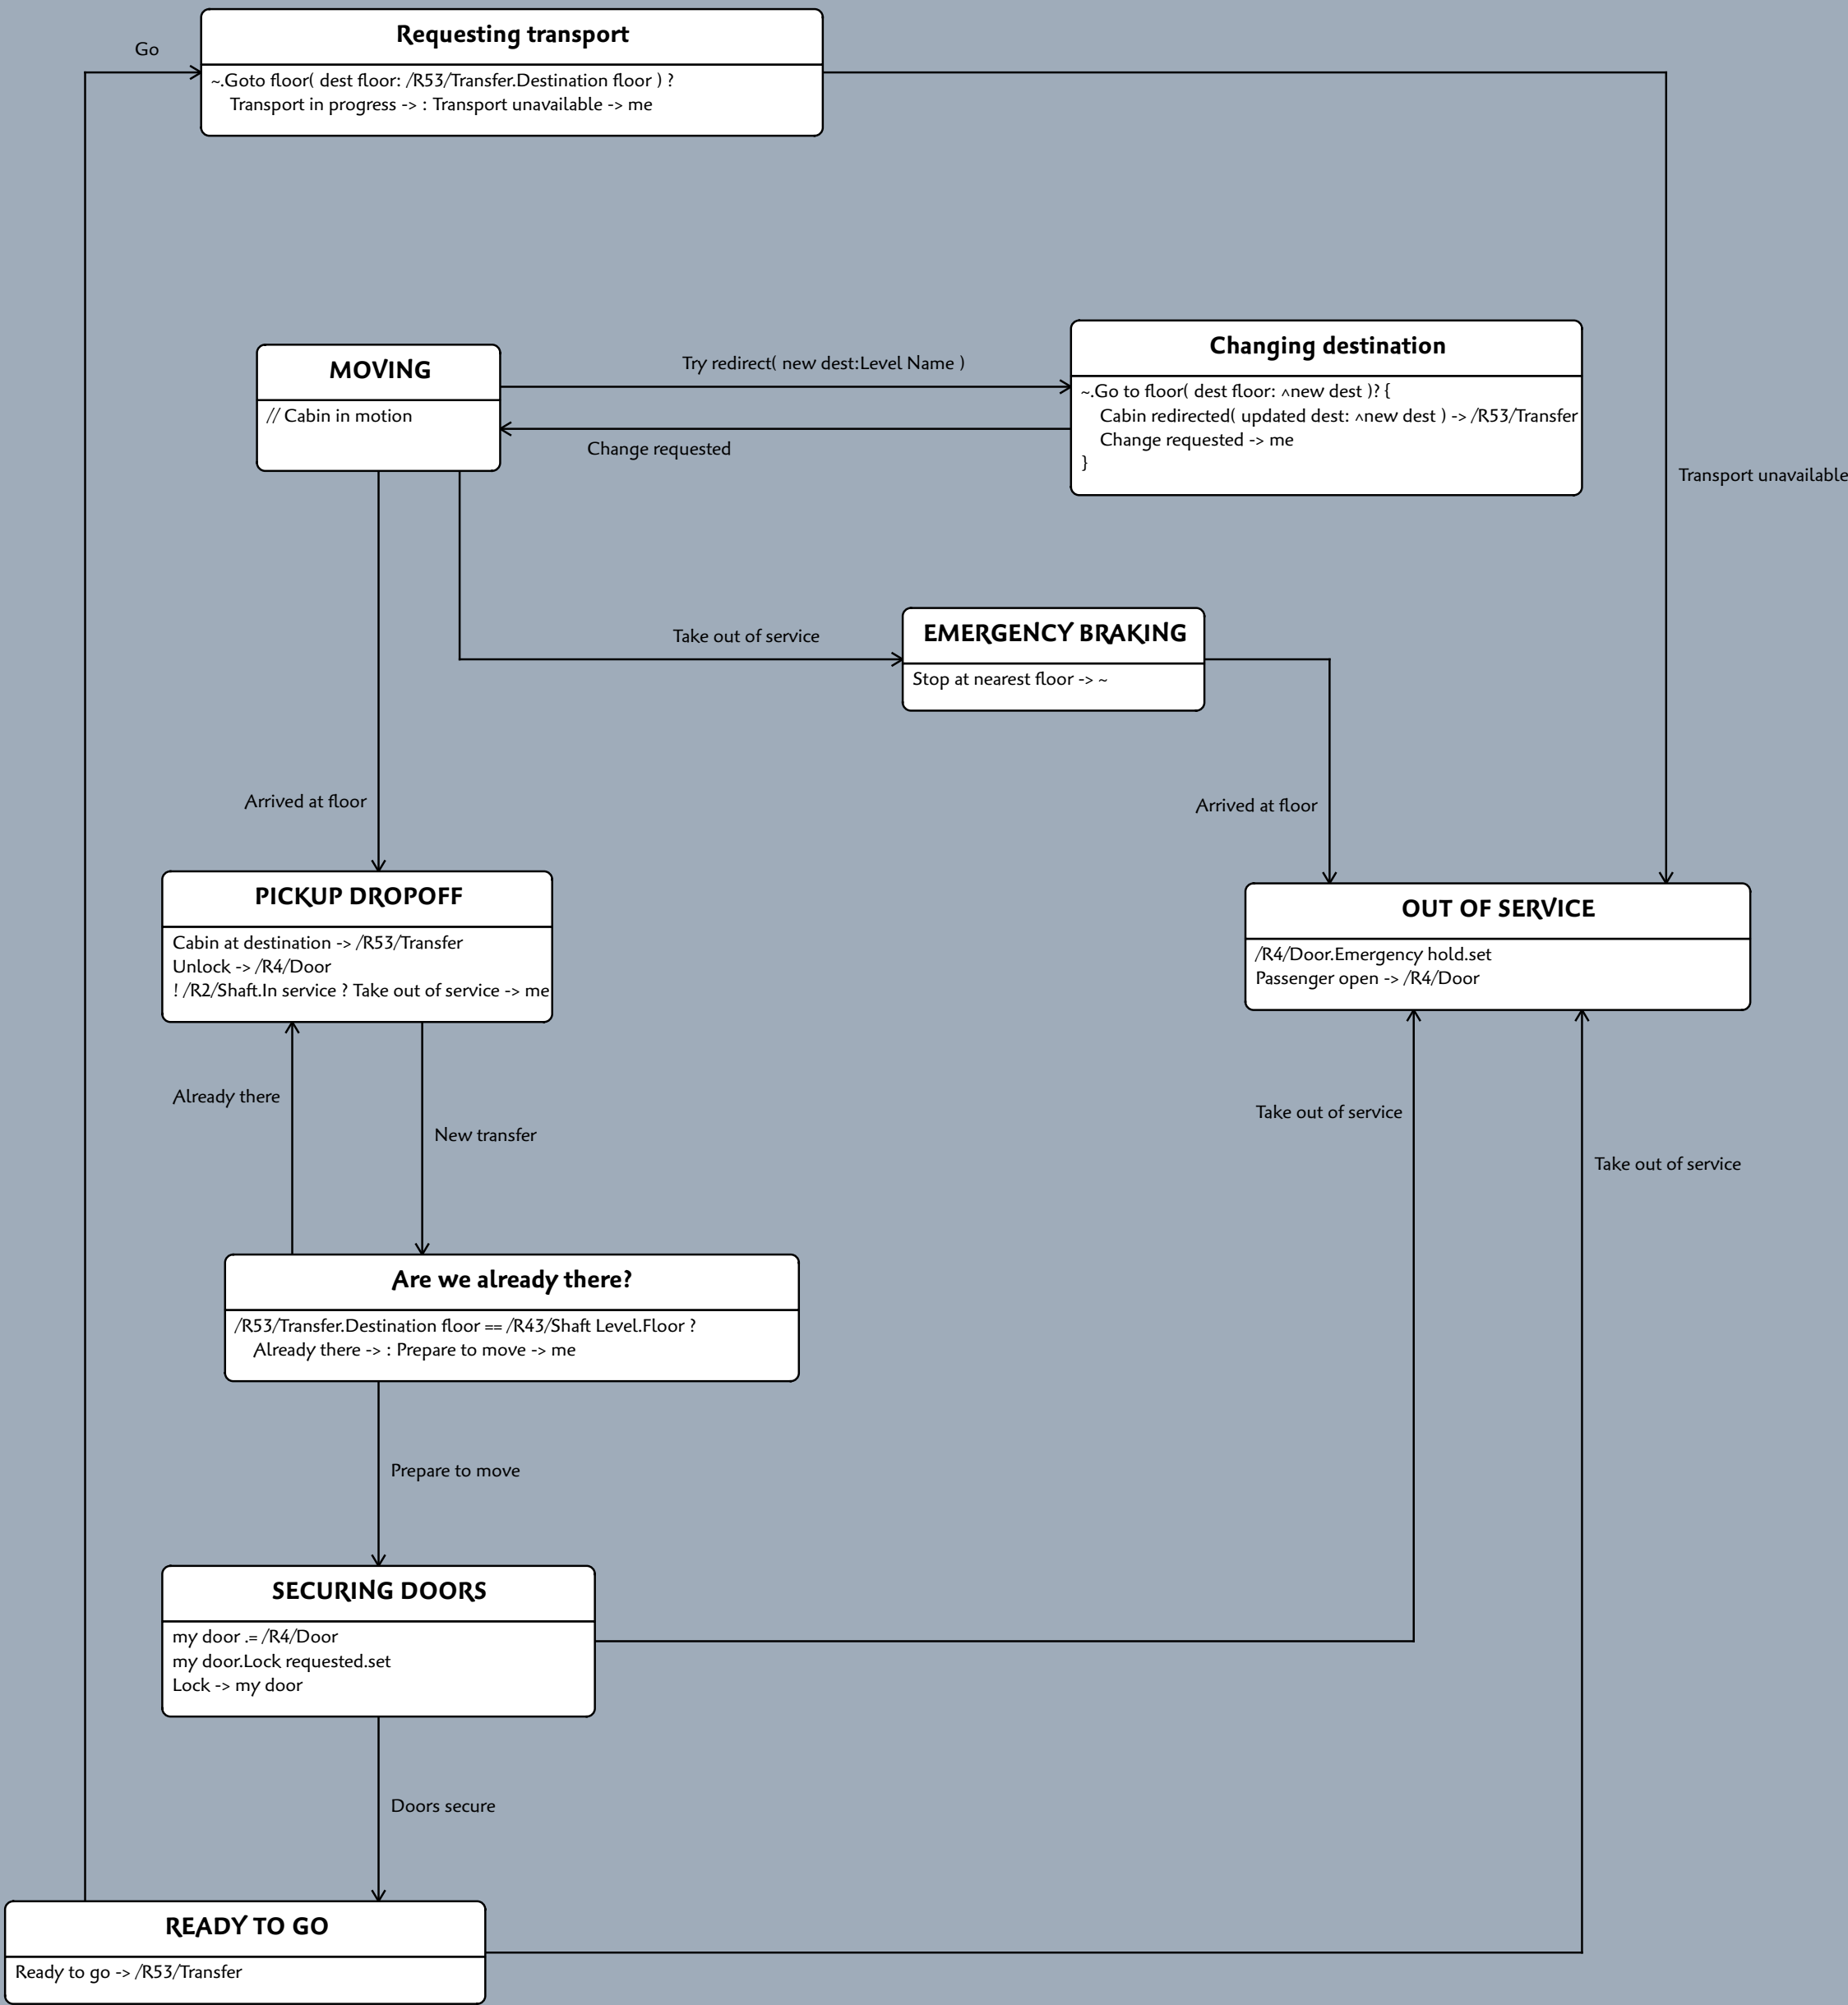 Go
Requesting transport
~.Goto floor( dest floor: /R53/Transfer.Destination floor ) ?
Transport in progress -> : Transport unavailable -> me
MOVING
// Cabin in motion
Try redirect( new dest:Level Name )
Change requested
Changing destination
~.Go to floor( dest floor: ^new dest )? {
Cabin redirected( updated dest: ^new dest ) -> /R53/Transfer
Change requested -> me
}
Transport unavailable
Take out of service
EMERGENCY BRAKING
Stop at nearest floor -> ~
Arrived at floor
Arrived at floor
PICKUP DROPOFF
Cabin at destination -> /R53/Transfer
Unlock -> /R4/Door
! /R2/Shaft.In service ? Take out of service -> me
OUT OF SERVICE
/R4/Door.Emergency hold.set
Passenger open -> /R4/Door
Already there
New transfer
Take out of service
Take out of service
Are we already there?
/R53/Transfer.Destination floor == /R43/Shaft Level.Floor ?
Already there -> : Prepare to move -> me
Prepare to move
SECURING DOORS
my door .= /R4/Door
my door.Lock requested.set
Lock -> my door
Doors secure
READY TO GO
Ready to go -> /R53/Transfer